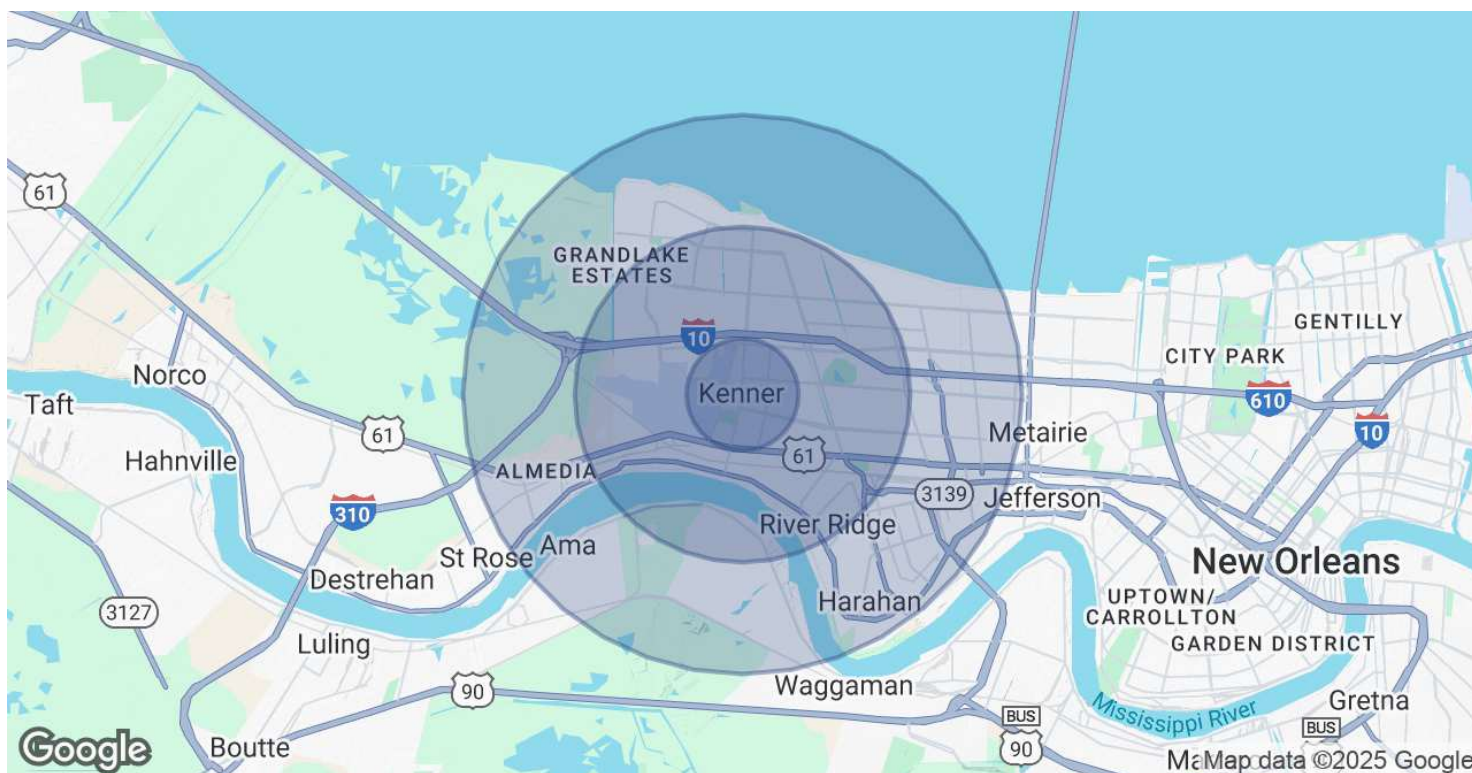 61
GRANDLAKE
ESTATES
10
GENTILLY
CITY PARK
Norco
Kenner
610
Taft
61
Metairie
10
Hahnville
ALMEDIA
61
3139
Jefferson
310
River Ridge
St Rose
Ama
New Orleans
Destrehan
3127
Harahan
UPTOWN/
CARROLLTON
Luling
GARDEN DISTRICT
Waggaman
90
Mississippi River
Gretna
BUS
90
BUS
Boutte
Google
Map data ©2025 Google